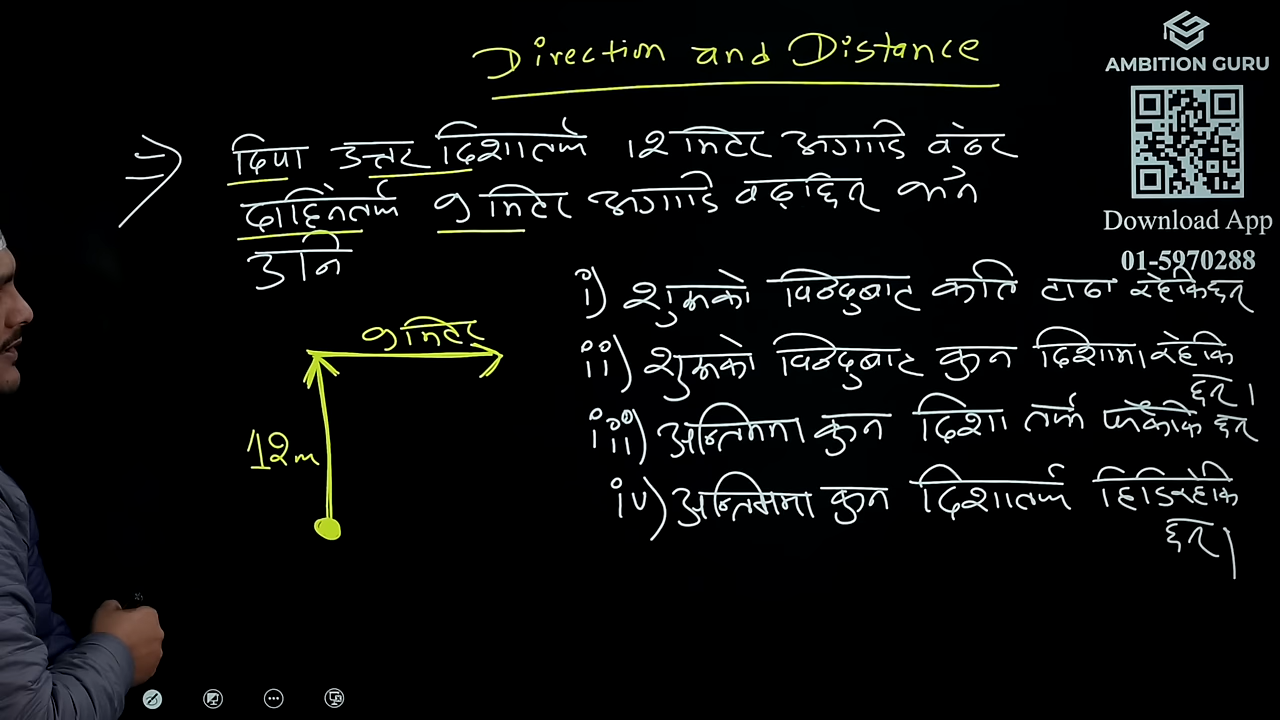 Direction and Distance
AMBITION GURU
Download App
01-5970288
दिपा उत्तर दिशातर्फ 12 मिटर अगाडि बढेर
दाहिनेतर्फ 9 मिटर अगाडि बढ्छिन् भने
उनि
i) शुरूको विन्दुबाट कति टाढा रहेकिछन्
ii) शुरूको विन्दुबाट कुन दिशामा रहेकि
छन् ।
iii) अन्तिममा कुन दिशा तर्फ फर्केकि छन्
iv) अन्तिममा कुन दिशातर्फ हिडिरहेकि
छन् ।
9 मिटर
12m